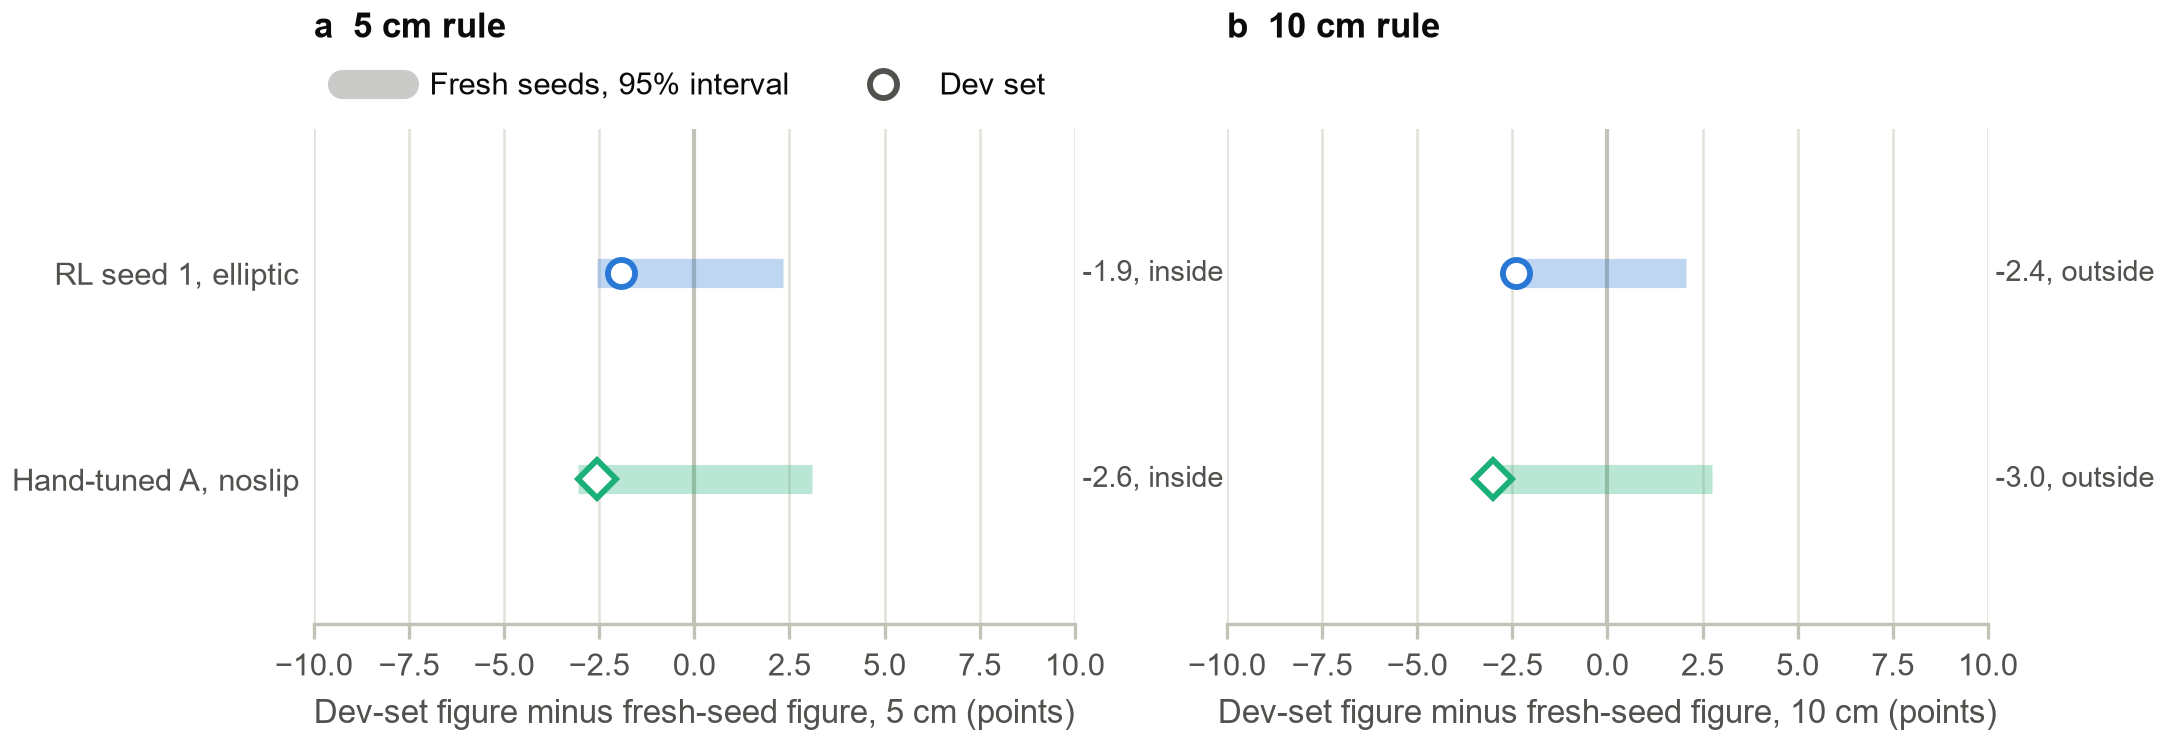 a 5 cm rule
Fresh seeds, 95% interval
Dev set
RL seed 1, elliptic
-1.9, inside
Hand-tuned A, noslip
-2.6, inside
−10.0 −7.5 −5.0 −2.5 0.0 2.5 5.0 7.5 10.0
Dev-set figure minus fresh-seed figure, 5 cm (points)
b 10 cm rule
-2.4, outside
-3.0, outside
−10.0 −7.5 −5.0 −2.5 0.0 2.5 5.0 7.5 10.0
Dev-set figure minus fresh-seed figure, 10 cm (points)